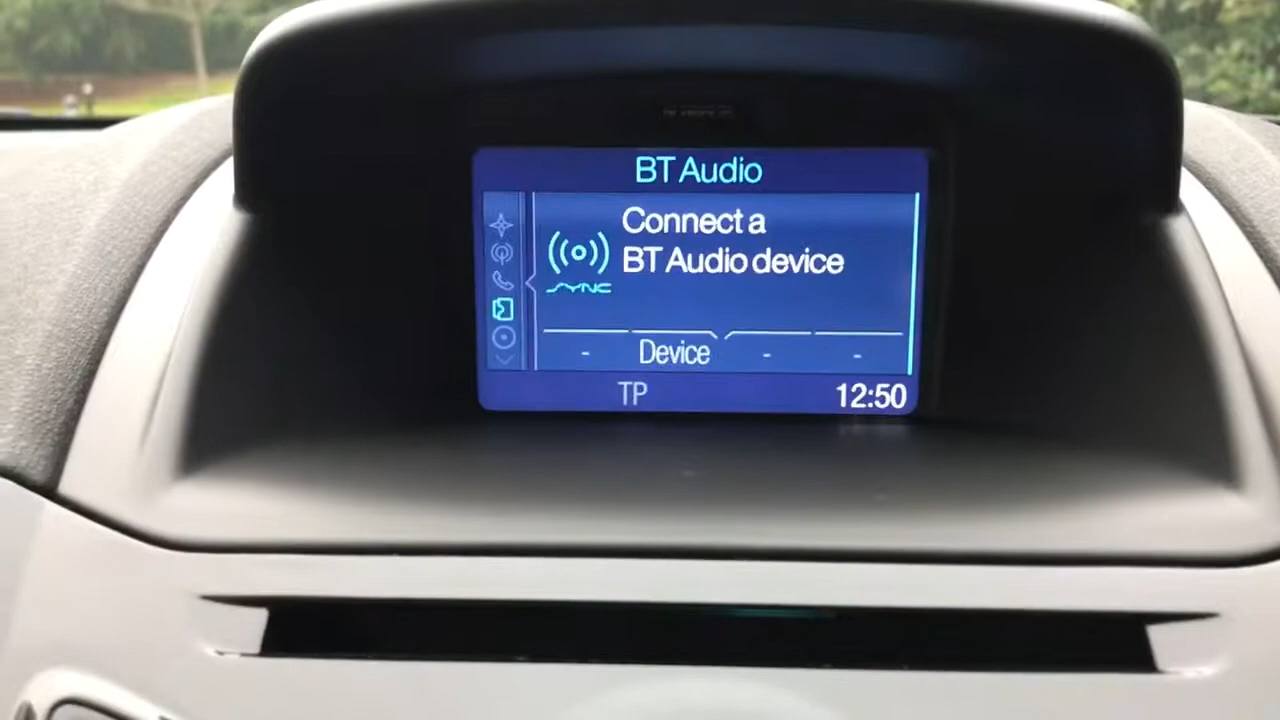 BT Audio
Connect a
BT Audio device
SYNC
- Device - -
TP 12:50